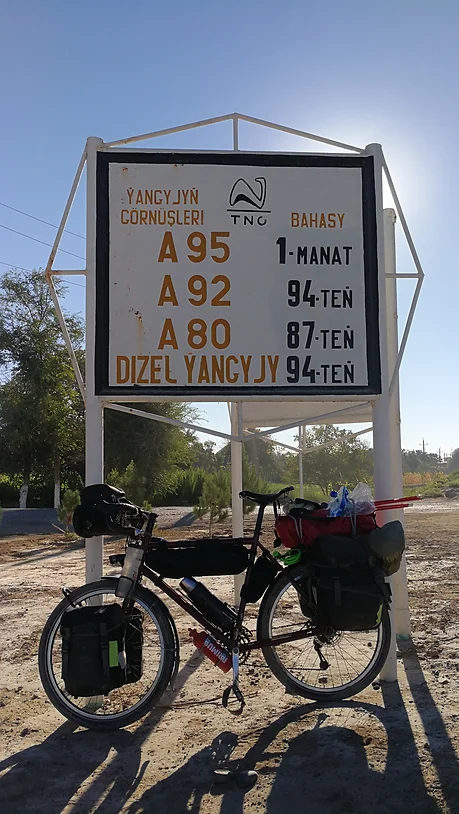 ÝANGYJYŇ
GÖRNÜŞLERI
TNG
BAHASY
A 95 1-MANAT
A 92 94-TEŇ
A 80 87-TEŇ
DIZEL ÝANGYJY 94-TEŇ